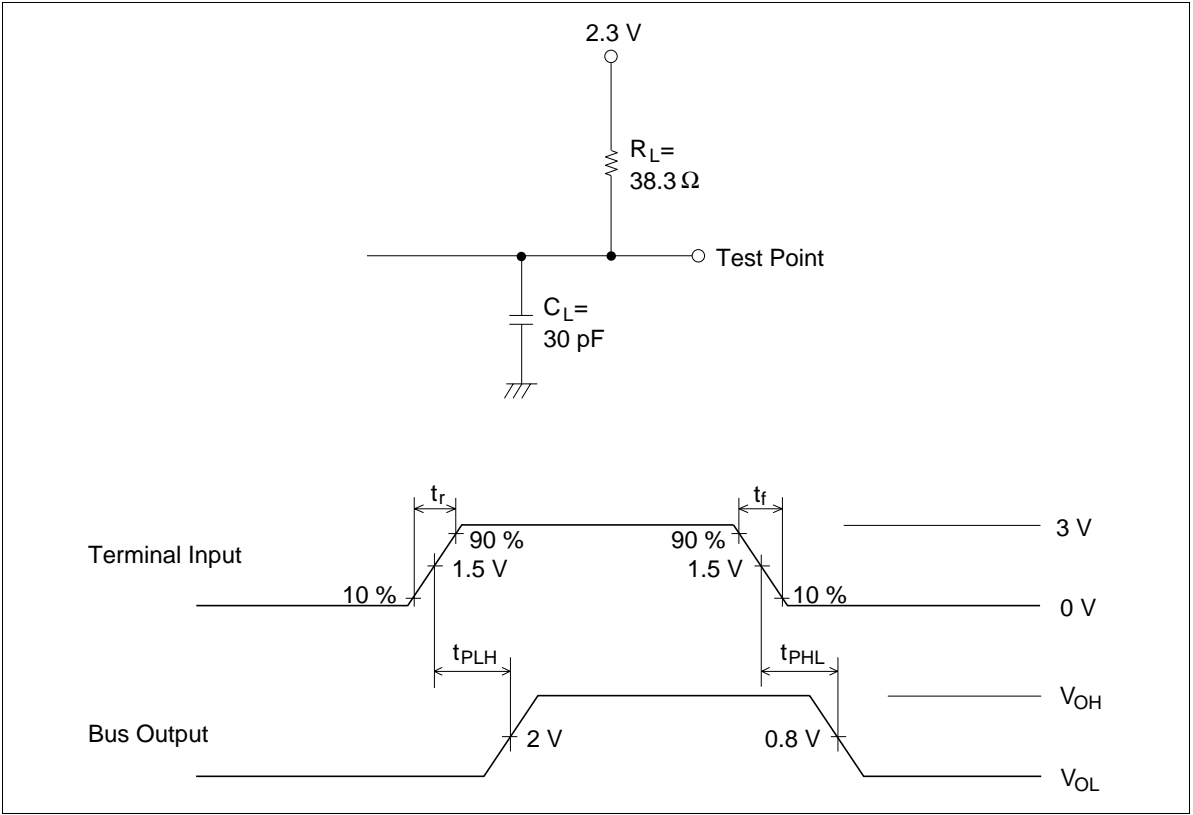 2.3 V
RL=
38.3 Ω
Test Point
CL=
30 pF
tr
tf
3 V
90 %
90 %
Terminal Input
1.5 V
1.5 V
10 %
10 %
0 V
tPLH
tPHL
VOH
Bus Output
2 V
0.8 V
VOL